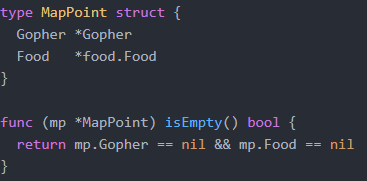 type MapPoint struct {
  Gopher *Gopher
  Food   *food.Food
}

func (mp *MapPoint) isEmpty() bool {
  return mp.Gopher == nil && mp.Food == nil
}